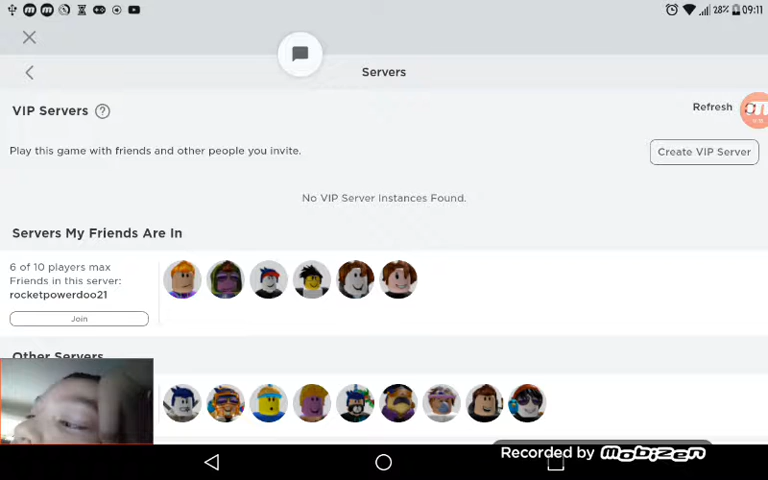 28% 09:11
Servers
VIP Servers ?
Refresh
Play this game with friends and other people you invite.
Create VIP Server
No VIP Server Instances Found.
Servers My Friends Are In
6 of 10 players max
Friends in this server:
rocketpowerdoo21
Join
Other Servers
Recorded by mobizen